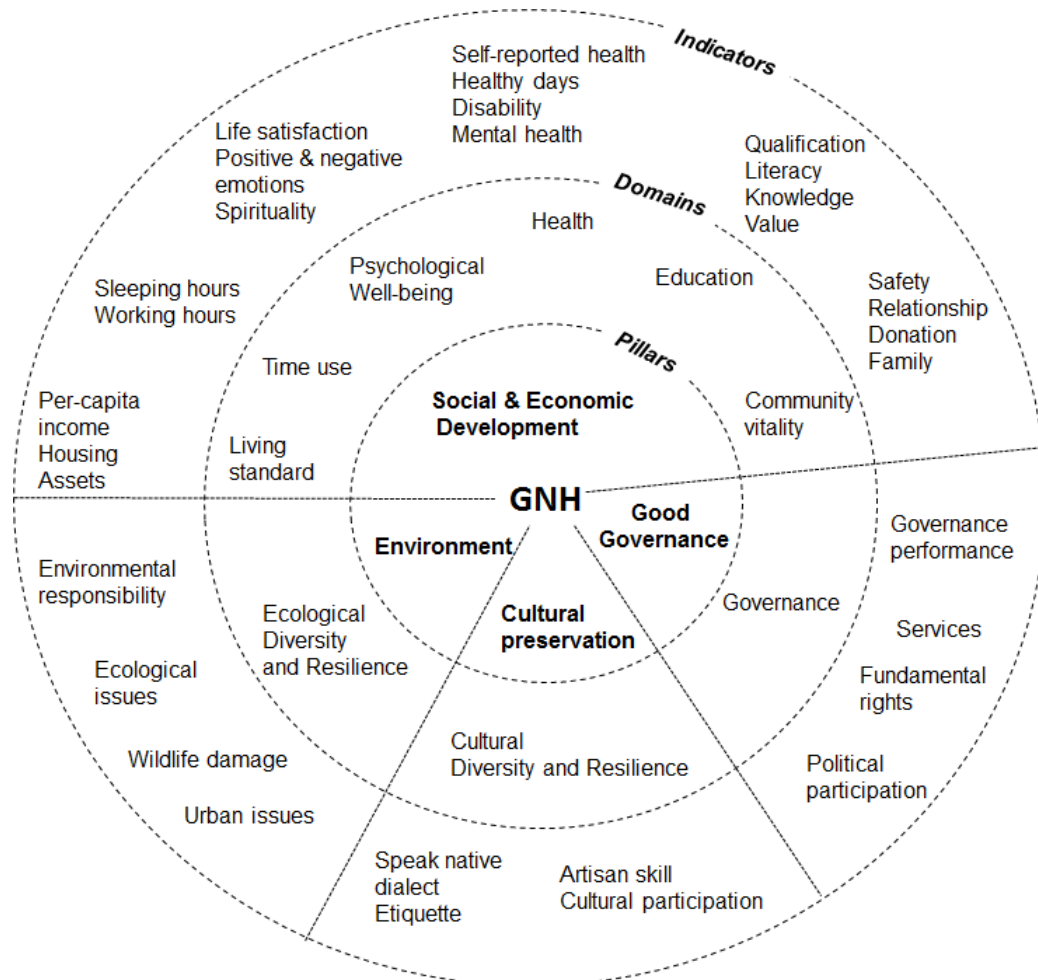 Indicators
Self-reported health
Healthy days
Disability
Mental health
Life satisfaction
Positive & negative
emotions
Spirituality
Qualification
Literacy
Knowledge
Value
Domains
Health
Psychological
Well-being
Education
Sleeping hours
Working hours
Safety
Relationship
Donation
Family
Pillars
Time use
Per-capita
income
Housing
Assets
Social & Economic
Development
Community
vitality
Living
standard
GNH
Good
Governance
Environment
Governance
performance
Environmental
responsibility
Cultural
preservation
Governance
Ecological
Diversity
and Resilience
Services
Ecological
issues
Fundamental
rights
Cultural
Diversity and Resilience
Wildlife damage
Political
participation
Urban issues
Speak native
dialect
Etiquette
Artisan skill
Cultural participation